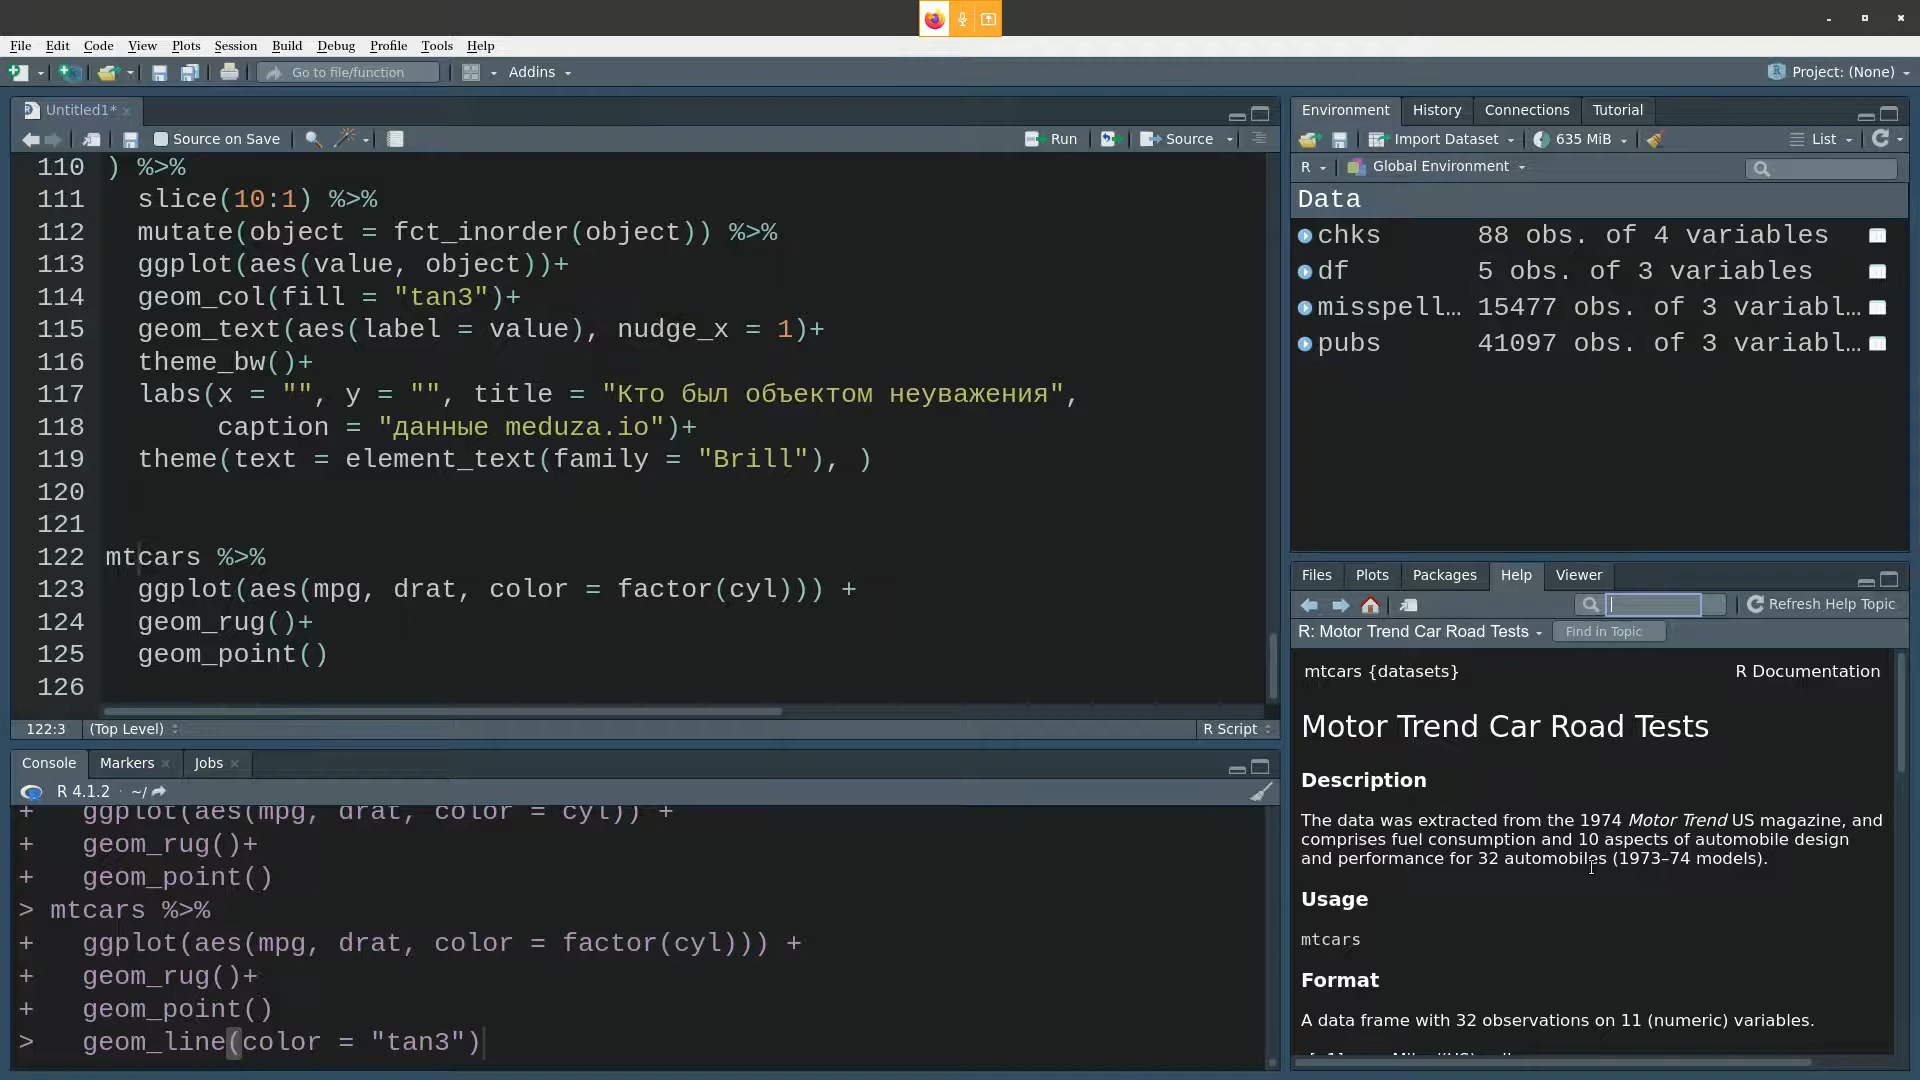 File Edit Code View Plots Session Build Debug Profile Tools Help
Go to file/function Addins Project: (None)
Untitled1*
Source on Save Run Source
110 ) %>%
111 slice(10:1) %>%
112 mutate(object = fct_inorder(object)) %>%
113 ggplot(aes(value, object))+
114 geom_col(fill = "tan3")+
115 geom_text(aes(label = value), nudge_x = 1)+
116 theme_bw()+
117 labs(x = "", y = "", title = "Кто был объектом неуважения",
118 caption = "данные meduza.io")+
119 theme(text = element_text(family = "Brill"), )
120
121
122 mtcars %>%
123 ggplot(aes(mpg, drat, color = factor(cyl))) +
124 geom_rug()+
125 geom_point()
126
122:3 (Top Level) R Script
Console Markers Jobs
R 4.1.2 · ~/
+ ggplot(aes(mpg, drat, color = cyl)) +
+ geom_rug()+
+ geom_point()
> mtcars %>%
+ ggplot(aes(mpg, drat, color = factor(cyl))) +
+ geom_rug()+
+ geom_point()
> geom_line(color = "tan3")
Environment History Connections Tutorial
Import Dataset 635 MiB List
R Global Environment
Data
chks 88 obs. of 4 variables
df 5 obs. of 3 variables
misspell… 15477 obs. of 3 variabl…
pubs 41097 obs. of 3 variabl…
Files Plots Packages Help Viewer
Refresh Help Topic
R: Motor Trend Car Road Tests Find in Topic
mtcars {datasets} R Documentation
Motor Trend Car Road Tests
Description
The data was extracted from the 1974 Motor Trend US magazine, and
comprises fuel consumption and 10 aspects of automobile design
and performance for 32 automobiles (1973–74 models).
Usage
mtcars
Format
A data frame with 32 observations on 11 (numeric) variables.